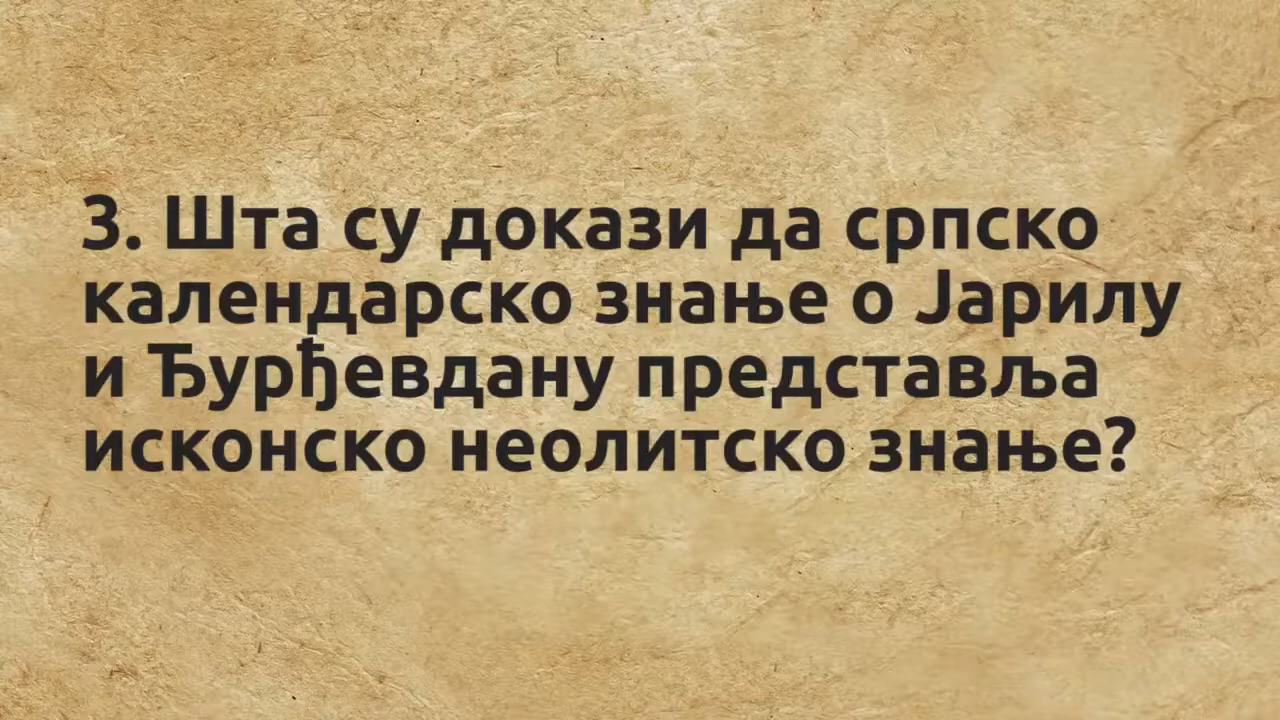 3. Шта су докази да српско
календарско знање о Јарилу
и Ђурђевдану представља
исконско неолитско знање?